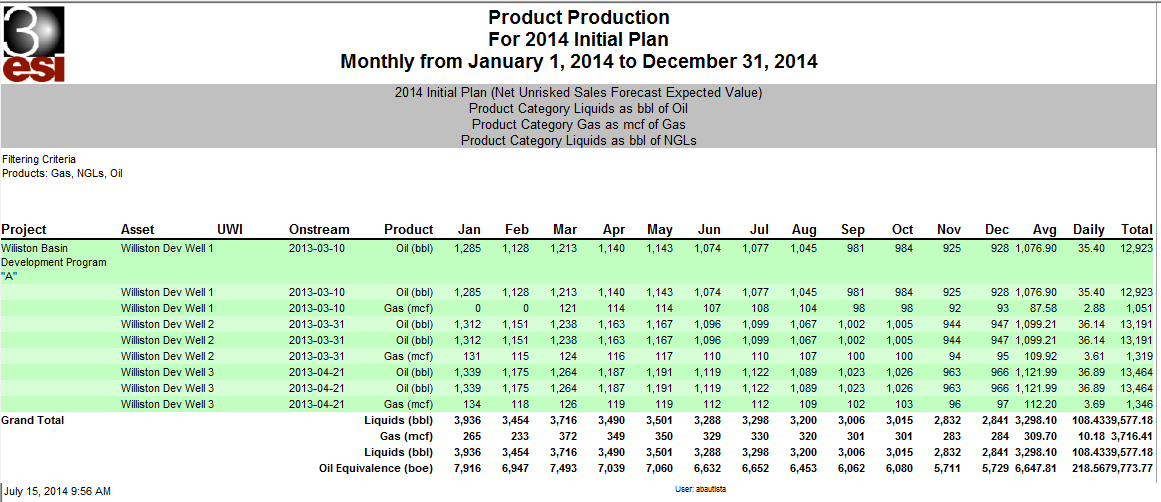 3
esi
Product Production
For 2014 Initial Plan
Monthly from January 1, 2014 to December 31, 2014
2014 Initial Plan (Net Unrisked Sales Forecast Expected Value)
Product Category Liquids as bbl of Oil
Product Category Gas as mcf of Gas
Product Category Liquids as bbl of NGLs
Filtering Criteria
Products: Gas, NGLs, Oil
Project Asset UWI Onstream Product Jan Feb Mar Apr May Jun Jul Aug Sep Oct Nov Dec Avg Daily Total
Wiliston Basin Williston Dev Well 1 2013-03-10 Oil (bbl) 1,285 1,128 1,213 1,140 1,143 1,074 1,077 1,045 981 984 925 928 1,076.90 35.40 12,923
Development Program
"A"
Williston Dev Well 1 2013-03-10 Oil (bbl) 1,285 1,128 1,213 1,140 1,143 1,074 1,077 1,045 981 984 925 928 1,076.90 35.40 12,923
Williston Dev Well 1 2013-03-10 Gas (mcf) 0 0 121 114 114 107 108 104 98 98 92 93 87.58 2.88 1,051
Williston Dev Well 2 2013-03-31 Oil (bbl) 1,312 1,151 1,238 1,163 1,167 1,096 1,099 1,067 1,002 1,005 944 947 1,099.21 36.14 13,191
Williston Dev Well 2 2013-03-31 Oil (bbl) 1,312 1,151 1,238 1,163 1,167 1,096 1,099 1,067 1,002 1,005 944 947 1,099.21 36.14 13,191
Williston Dev Well 2 2013-03-31 Gas (mcf) 131 115 124 116 117 110 110 107 100 100 94 95 109.92 3.61 1,319
Williston Dev Well 3 2013-04-21 Oil (bbl) 1,339 1,175 1,264 1,187 1,191 1,119 1,122 1,089 1,023 1,026 963 966 1,121.99 36.89 13,464
Williston Dev Well 3 2013-04-21 Oil (bbl) 1,339 1,175 1,264 1,187 1,191 1,119 1,122 1,089 1,023 1,026 963 966 1,121.99 36.89 13,464
Williston Dev Well 3 2013-04-21 Gas (mcf) 134 118 126 119 119 112 112 109 102 103 96 97 112.20 3.69 1,346
Grand Total Liquids (bbl) 3,936 3,454 3,716 3,490 3,501 3,288 3,298 3,200 3,006 3,015 2,832 2,841 3,298.10 108.4339,577.18
Gas (mcf) 265 233 372 349 350 329 330 320 301 301 283 284 309.70 10.18 3,716.41
Liquids (bbl) 3,936 3,454 3,716 3,490 3,501 3,288 3,298 3,200 3,006 3,015 2,832 2,841 3,298.10 108.4339,577.18
Oil Equivalence (boe) 7,916 6,947 7,493 7,039 7,060 6,632 6,652 6,453 6,062 6,080 5,711 5,729 6,647.81 218.5679,773.77
July 15, 2014 9:56 AM User: abautista